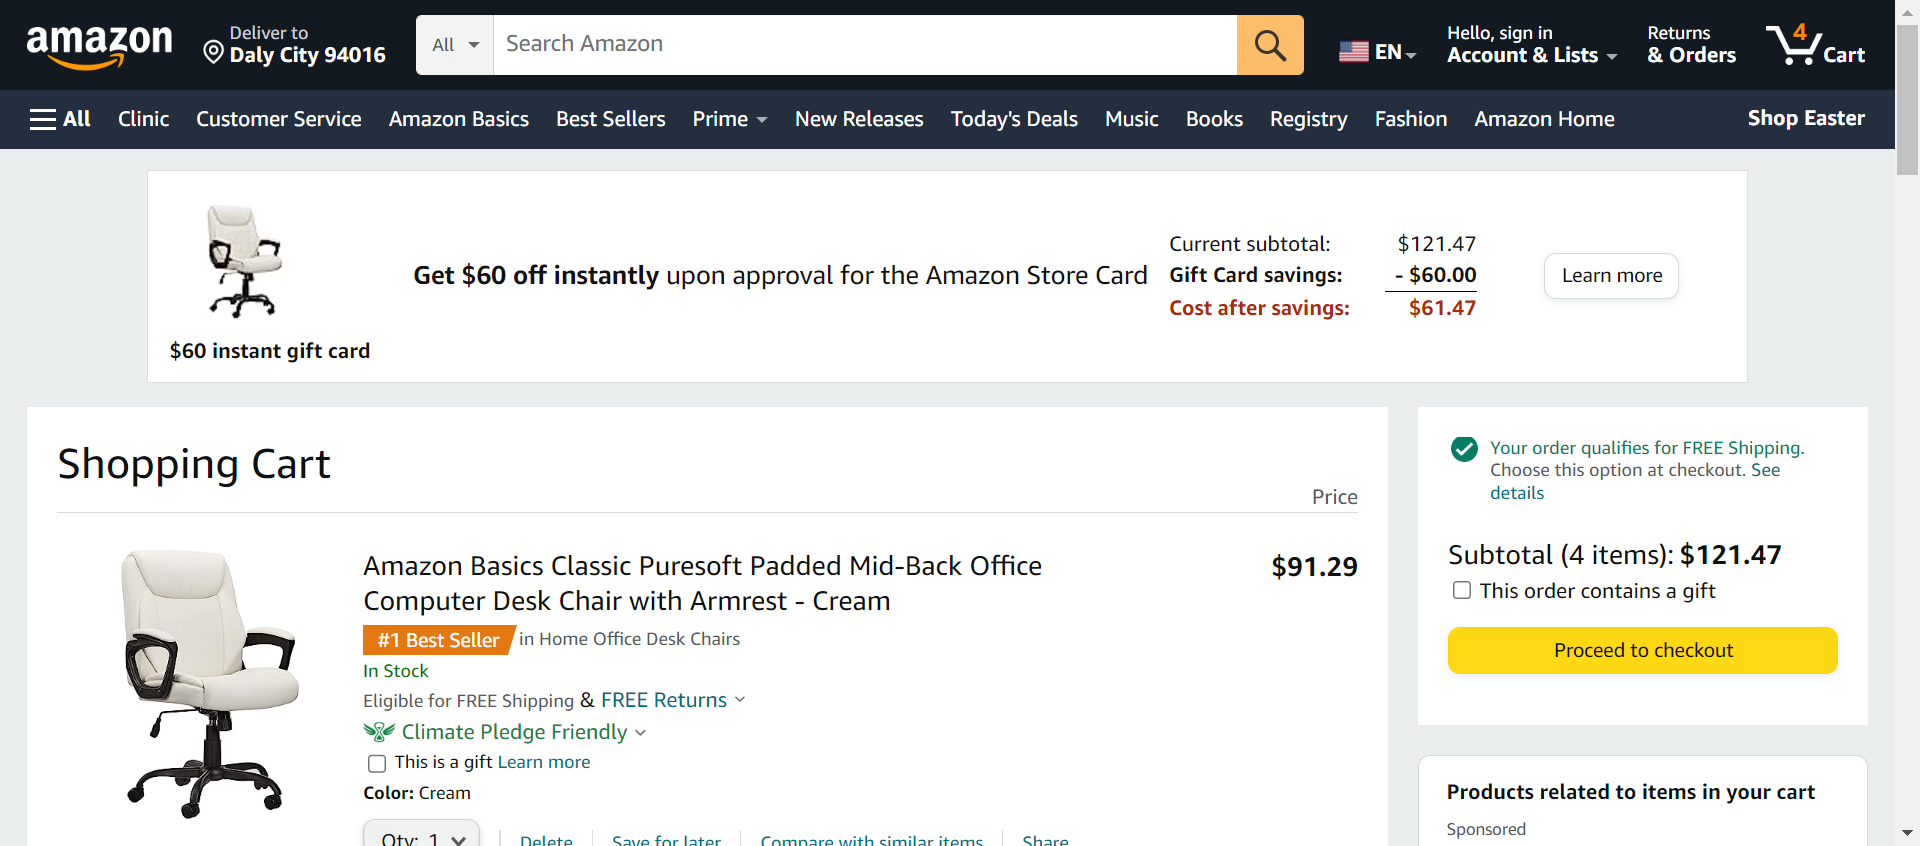 amazon
Deliver to
Daly City 94016
All
Search Amazon
EN
Hello, sign in
Account & Lists
Returns
& Orders
4
Cart
All
Clinic
Customer Service
Amazon Basics
Best Sellers
Prime
New Releases
Today's Deals
Music
Books
Registry
Fashion
Amazon Home
Shop Easter
$60 instant gift card
Get $60 off instantly upon approval for the Amazon Store Card
Current subtotal: $121.47
Gift Card savings: - $60.00
Cost after savings: $61.47
Learn more
Shopping Cart
Price
Amazon Basics Classic Puresoft Padded Mid-Back Office
Computer Desk Chair with Armrest - Cream
$91.29
#1 Best Seller in Home Office Desk Chairs
In Stock
Eligible for FREE Shipping & FREE Returns
Climate Pledge Friendly
This is a gift Learn more
Color: Cream
Qty: 1
Delete
Save for later
Compare with similar items
Share
Your order qualifies for FREE Shipping.
Choose this option at checkout. See
details
Subtotal (4 items): $121.47
This order contains a gift
Proceed to checkout
Products related to items in your cart
Sponsored